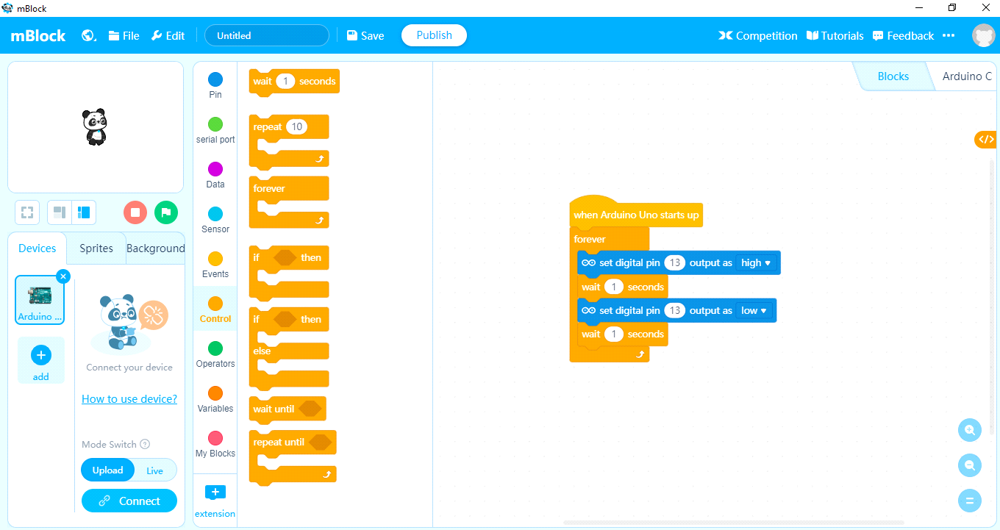 mBlock
mBlock
File
Edit
Untitled
Save
Publish
Competition
Tutorials
Feedback
Devices
Sprites
Background
Arduino ...
add
Connect your device
How to use device?
Mode Switch ?
Upload
Live
Connect
Pin
serial port
Data
Sensor
Events
Control
Operators
Variables
My Blocks
extension
wait 1 seconds
repeat 10
forever
if then
if then
else
wait until
repeat until
Blocks
Arduino C
</>
when Arduino Uno starts up
forever
set digital pin 13 output as high
wait 1 seconds
set digital pin 13 output as low
wait 1 seconds